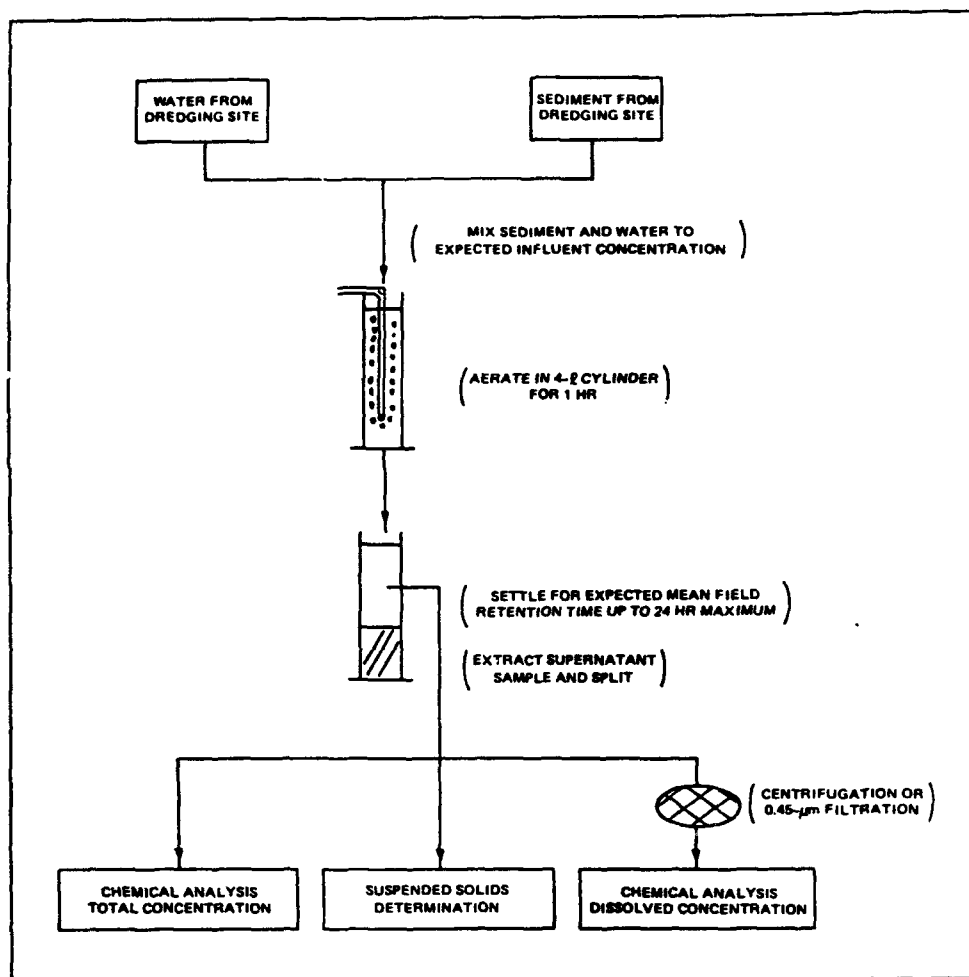 WATER FROM
DREDGING SITE
SEDIMENT FROM
DREDGING SITE
(MIX SEDIMENT AND WATER TO
EXPECTED INFLUENT CONCENTRATION)
(AERATE IN 4-ℓ CYLINDER
FOR 1 HR)
(SETTLE FOR EXPECTED MEAN FIELD
RETENTION TIME UP TO 24 HR MAXIMUM)
(EXTRACT SUPERNATANT
SAMPLE AND SPLIT)
(CENTRIFUGATION OR
0.45-μm FILTRATION)
CHEMICAL ANALYSIS
TOTAL CONCENTRATION
SUSPENDED SOLIDS
DETERMINATION
CHEMICAL ANALYSIS
DISSOLVED CONCENTRATION